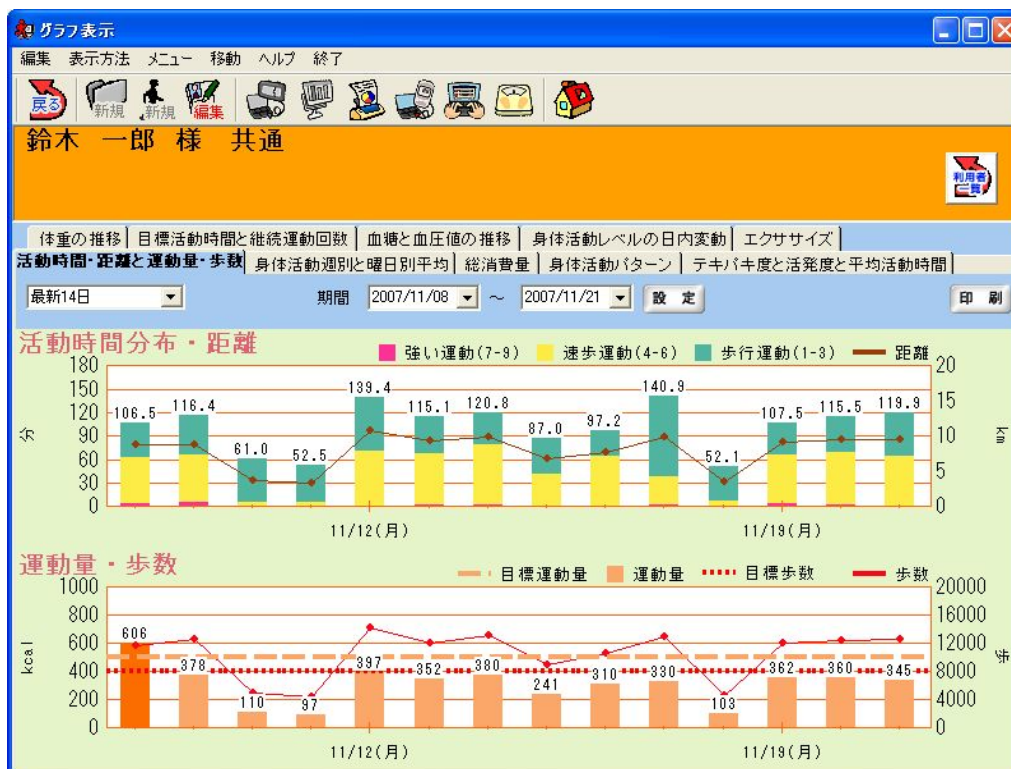 グラフ表示
編集 表示方法 メニュー 移動 ヘルプ 終了
戻る 新規 新規 編集
鈴木 一郎 様 共通
利用者一覧
体重の推移 目標活動時間と継続運動回数 血糖と血圧値の推移 身体活動レベルの日内変動 エクササイズ
活動時間・距離と運動量・歩数 身体活動週別と曜日別平均 総消費量 身体活動パターン テキパキ度と活発度と平均活動時間
最新14日 期間 2007/11/08 ～ 2007/11/21 設 定 印 刷
活動時間分布・距離
強い運動(7-9) 速歩運動(4-6) 歩行運動(1-3) 距離
180 150 120 90 60 30 0
分
106.5 116.4 61.0 52.5 139.4 115.1 120.8 87.0 97.2 140.9 52.1 107.5 115.5 119.9
20 15 10 5 0
km
11/12(月) 11/19(月)
運動量・歩数
目標運動量 運動量 目標歩数 歩数
1000 800 600 400 200 0
kcal
606 378 110 97 397 352 380 241 310 330 103 362 360 345
20000 16000 12000 8000 4000 0
歩
11/12(月) 11/19(月)